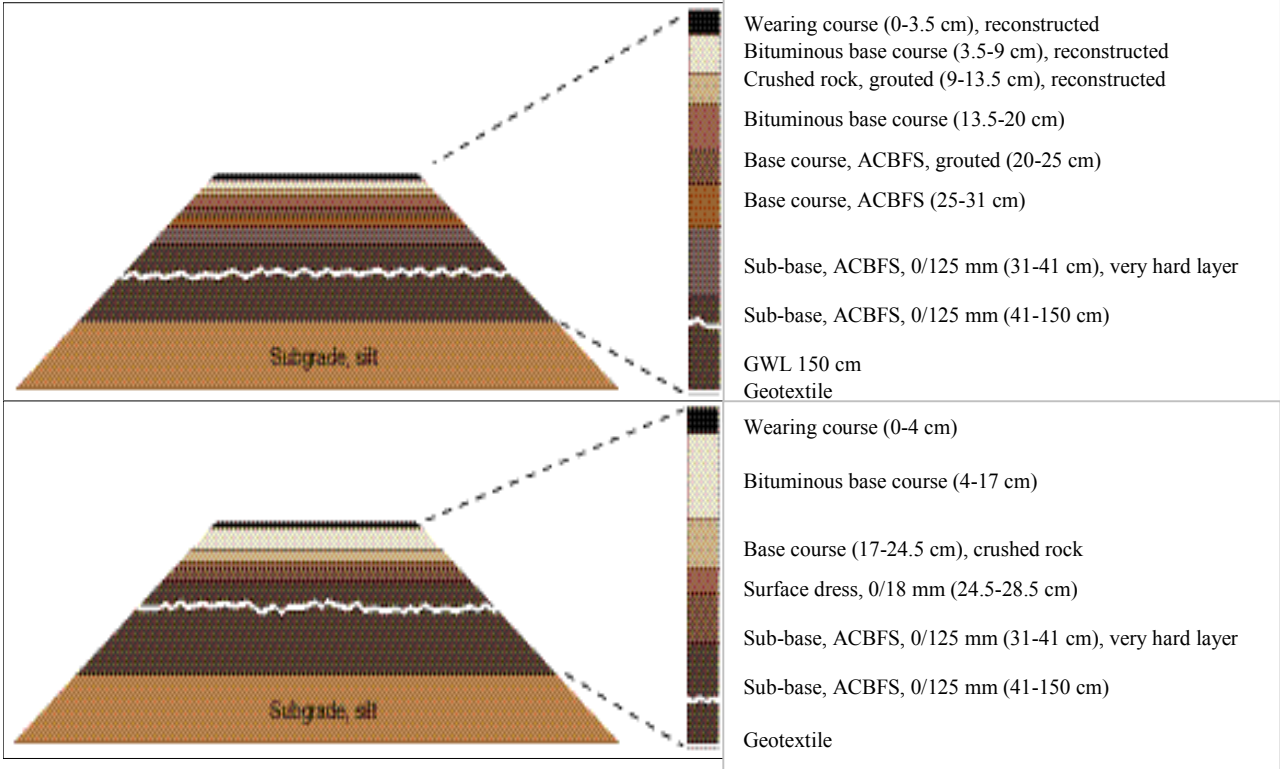 Wearing course (0-3.5 cm), reconstructed
Bituminous base course (3.5-9 cm), reconstructed
Crushed rock, grouted (9-13.5 cm), reconstructed
Bituminous base course (13.5-20 cm)
Base course, ACBFS, grouted (20-25 cm)
Base course, ACBFS (25-31 cm)
Sub-base, ACBFS, 0/125 mm (31-41 cm), very hard layer
Sub-base, ACBFS, 0/125 mm (41-150 cm)
GWL 150 cm
Geotextile
Subgrade, silt
Wearing course (0-4 cm)
Bituminous base course (4-17 cm)
Base course (17-24.5 cm), crushed rock
Surface dress, 0/18 mm (24.5-28.5 cm)
Sub-base, ACBFS, 0/125 mm (31-41 cm), very hard layer
Sub-base, ACBFS, 0/125 mm (41-150 cm)
Geotextile
Subgrade, silt